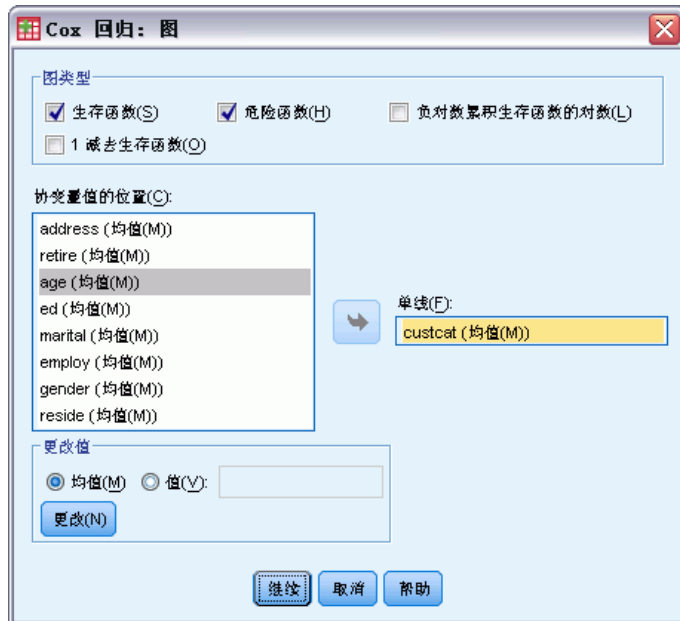 Cox 回归：图
图类型
生存函数(S) 危险函数(H) 负对数累积生存函数的对数(L)
1 减去生存函数(O)
协变量值的位置(C):
address (均值(M))
retire (均值(M))
age (均值(M))
ed (均值(M))
marital (均值(M))
employ (均值(M))
gender (均值(M))
reside (均值(M))
单线(F):
custcat (均值(M))
更改值
均值(M) 值(V):
更改(N)
继续 取消 帮助